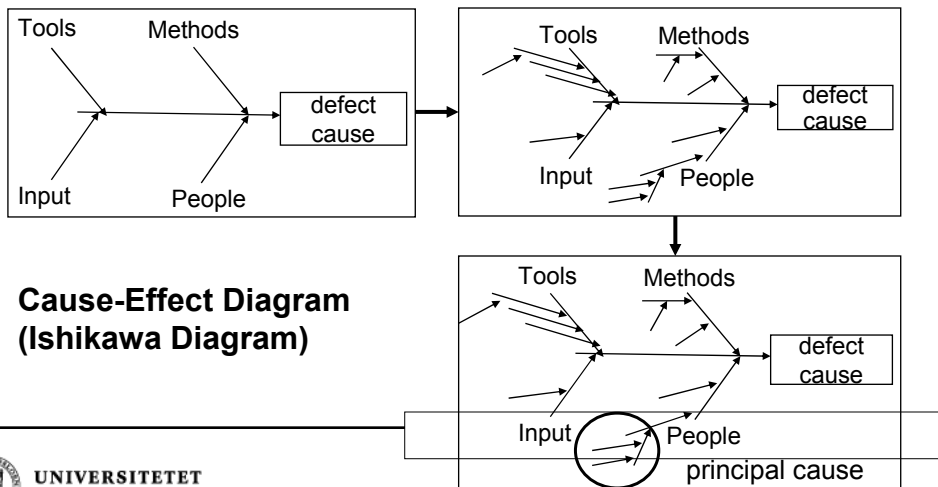 Tools
Methods
defect
cause
Input
People
Tools
Methods
defect
cause
Input
People
Cause-Effect Diagram
(Ishikawa Diagram)
Tools
Methods
defect
cause
Input
People
principal cause
UNIVERSITETET